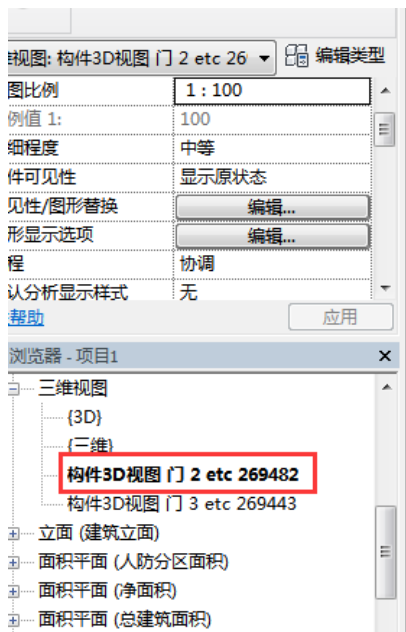 维视图: 构件3D视图 门 2 etc 26 编辑类型
图比例 1 : 100
例值 1: 100
细程度 中等
件可见性 显示原状态
见性/图形替换 编辑...
形显示选项 编辑...
程 协调
认分析显示样式 无
帮助 应用
浏览器 - 项目1
三维视图
{3D}
{三维}
构件3D视图 门 2 etc 269482
构件3D视图 门 3 etc 269443
立面 (建筑立面)
面积平面 (人防分区面积)
面积平面 (净面积)
面积平面 (总建筑面积)